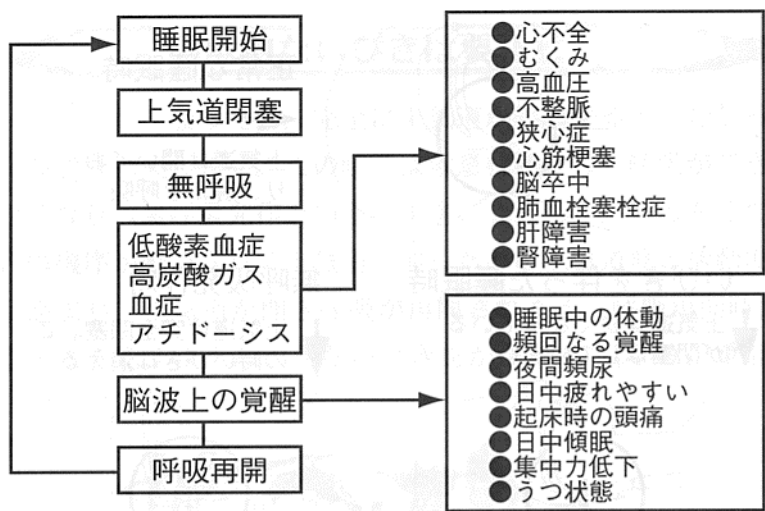 睡眠開始
上気道閉塞
無呼吸
低酸素血症
高炭酸ガス
血症
アチドーシス
脳波上の覚醒
呼吸再開
●心不全
●むくみ
●高血圧
●不整脈
●狭心症
●心筋梗塞
●脳卒中
●肺血栓塞栓症
●肝障害
●腎障害
●睡眠中の体動
●頻回なる覚醒
●夜間頻尿
●日中疲れやすい
●起床時の頭痛
●日中傾眠
●集中力低下
●うつ状態